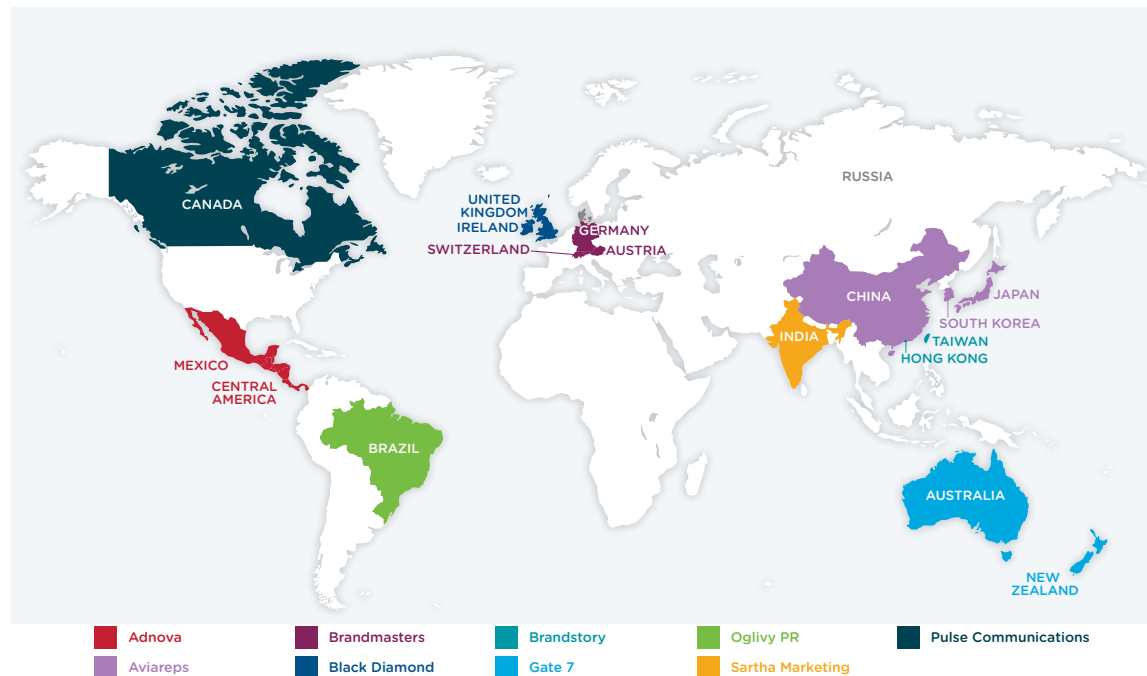 CANADA
RUSSIA
UNITED
KINGDOM
IRELAND
GERMANY
SWITZERLAND
AUSTRIA
CHINA
JAPAN
SOUTH KOREA
INDIA
TAIWAN
HONG KONG
MEXICO
CENTRAL
AMERICA
BRAZIL
AUSTRALIA
NEW
ZEALAND
Adnova
Brandmasters
Brandstory
Oglivy PR
Pulse Communications
Aviareps
Black Diamond
Gate 7
Sartha Marketing